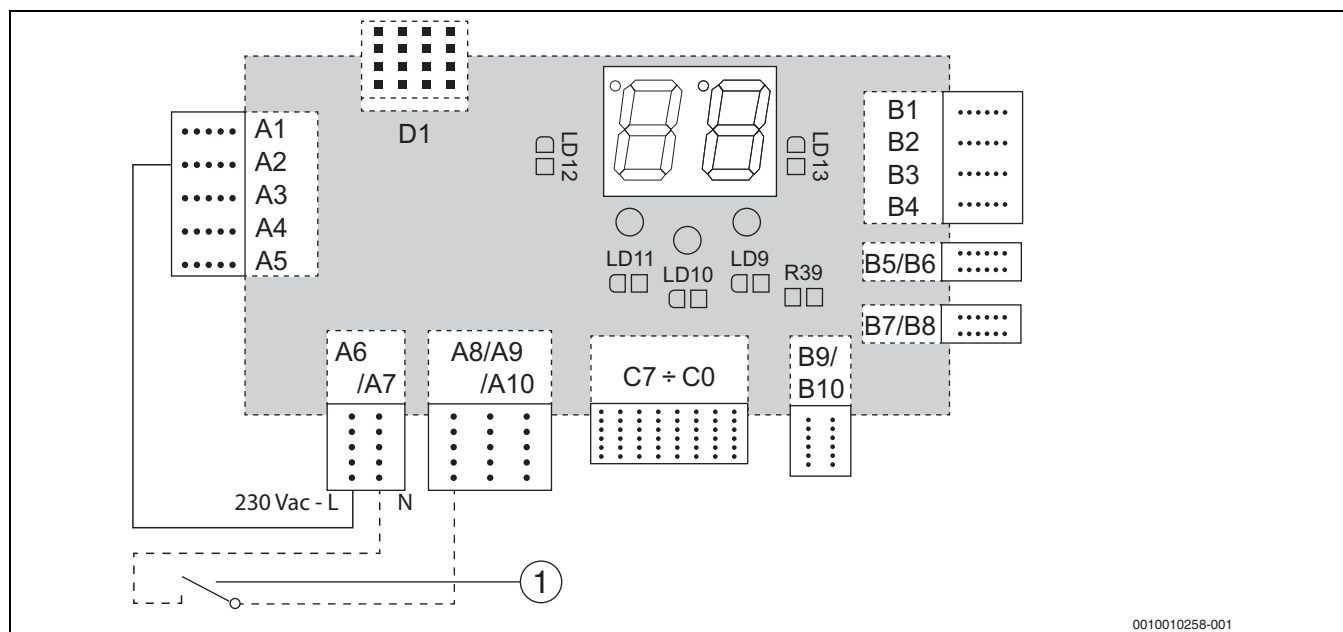 D1
A1
A2
A3
A4
A5
LD12
LD13
LD11
LD10
LD9
R39
B1
B2
B3
B4
B5/B6
B7/B8
A6
/A7
A8/A9
/A10
C7 ÷ C0
B9/
B10
230 Vac - L
N
1
0010010258-001